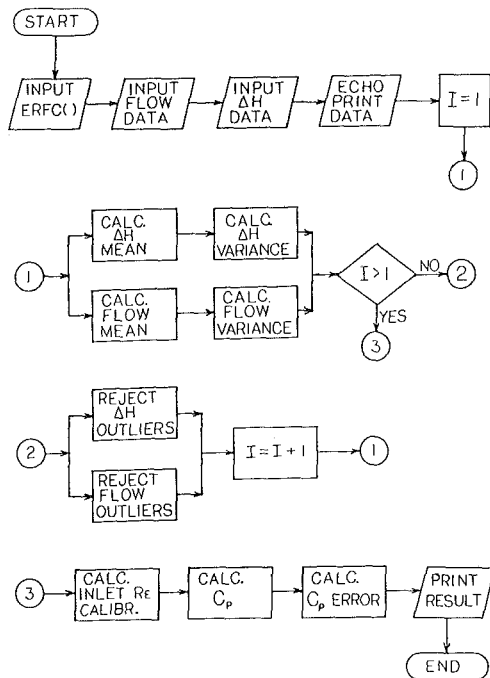 START
INPUT
ERFC()
INPUT
FLOW
DATA
INPUT
ΔH
DATA
ECHO
PRINT
DATA
I=1
1
1
CALC.
ΔH
MEAN
CALC.
ΔH
VARIANCE
CALC.
FLOW
MEAN
CALC.
FLOW
VARIANCE
I>1
NO
2
YES
3
2
REJECT
ΔH
OUTLIERS
REJECT
FLOW
OUTLIERS
I=I+1
1
3
CALC.
INLET RE
CALIBR.
CALC.
Cp
CALC.
Cp ERROR
PRINT
RESULT
END